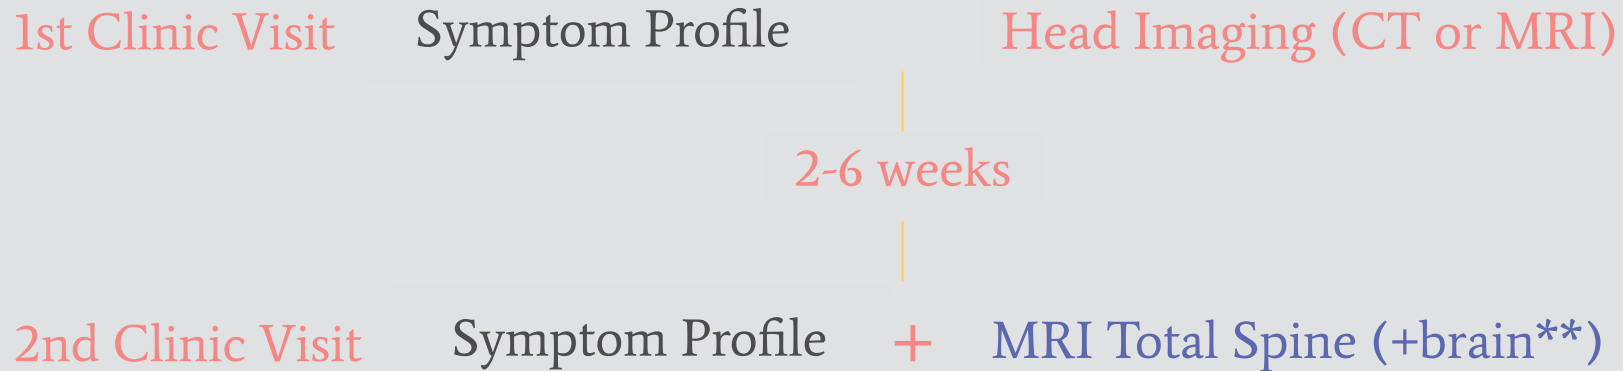 1st Clinic Visit Symptom Profile Head Imaging (CT or MRI)
2-6 weeks
2nd Clinic Visit Symptom Profile + MRI Total Spine (+brain**)